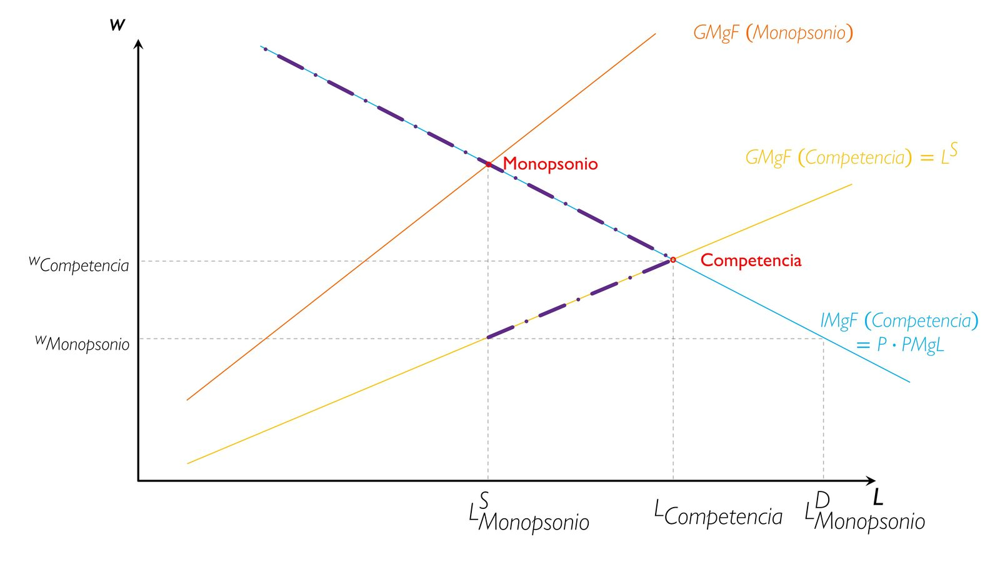 w
GMgF (Monopsonio)
GMgF (Competencia) = L^S
Monopsonio
w_Competencia
Competencia
w_Monopsonio
IMgF (Competencia)
= P · PMgL
L^S_Monopsonio
L_Competencia
L^D_Monopsonio
L